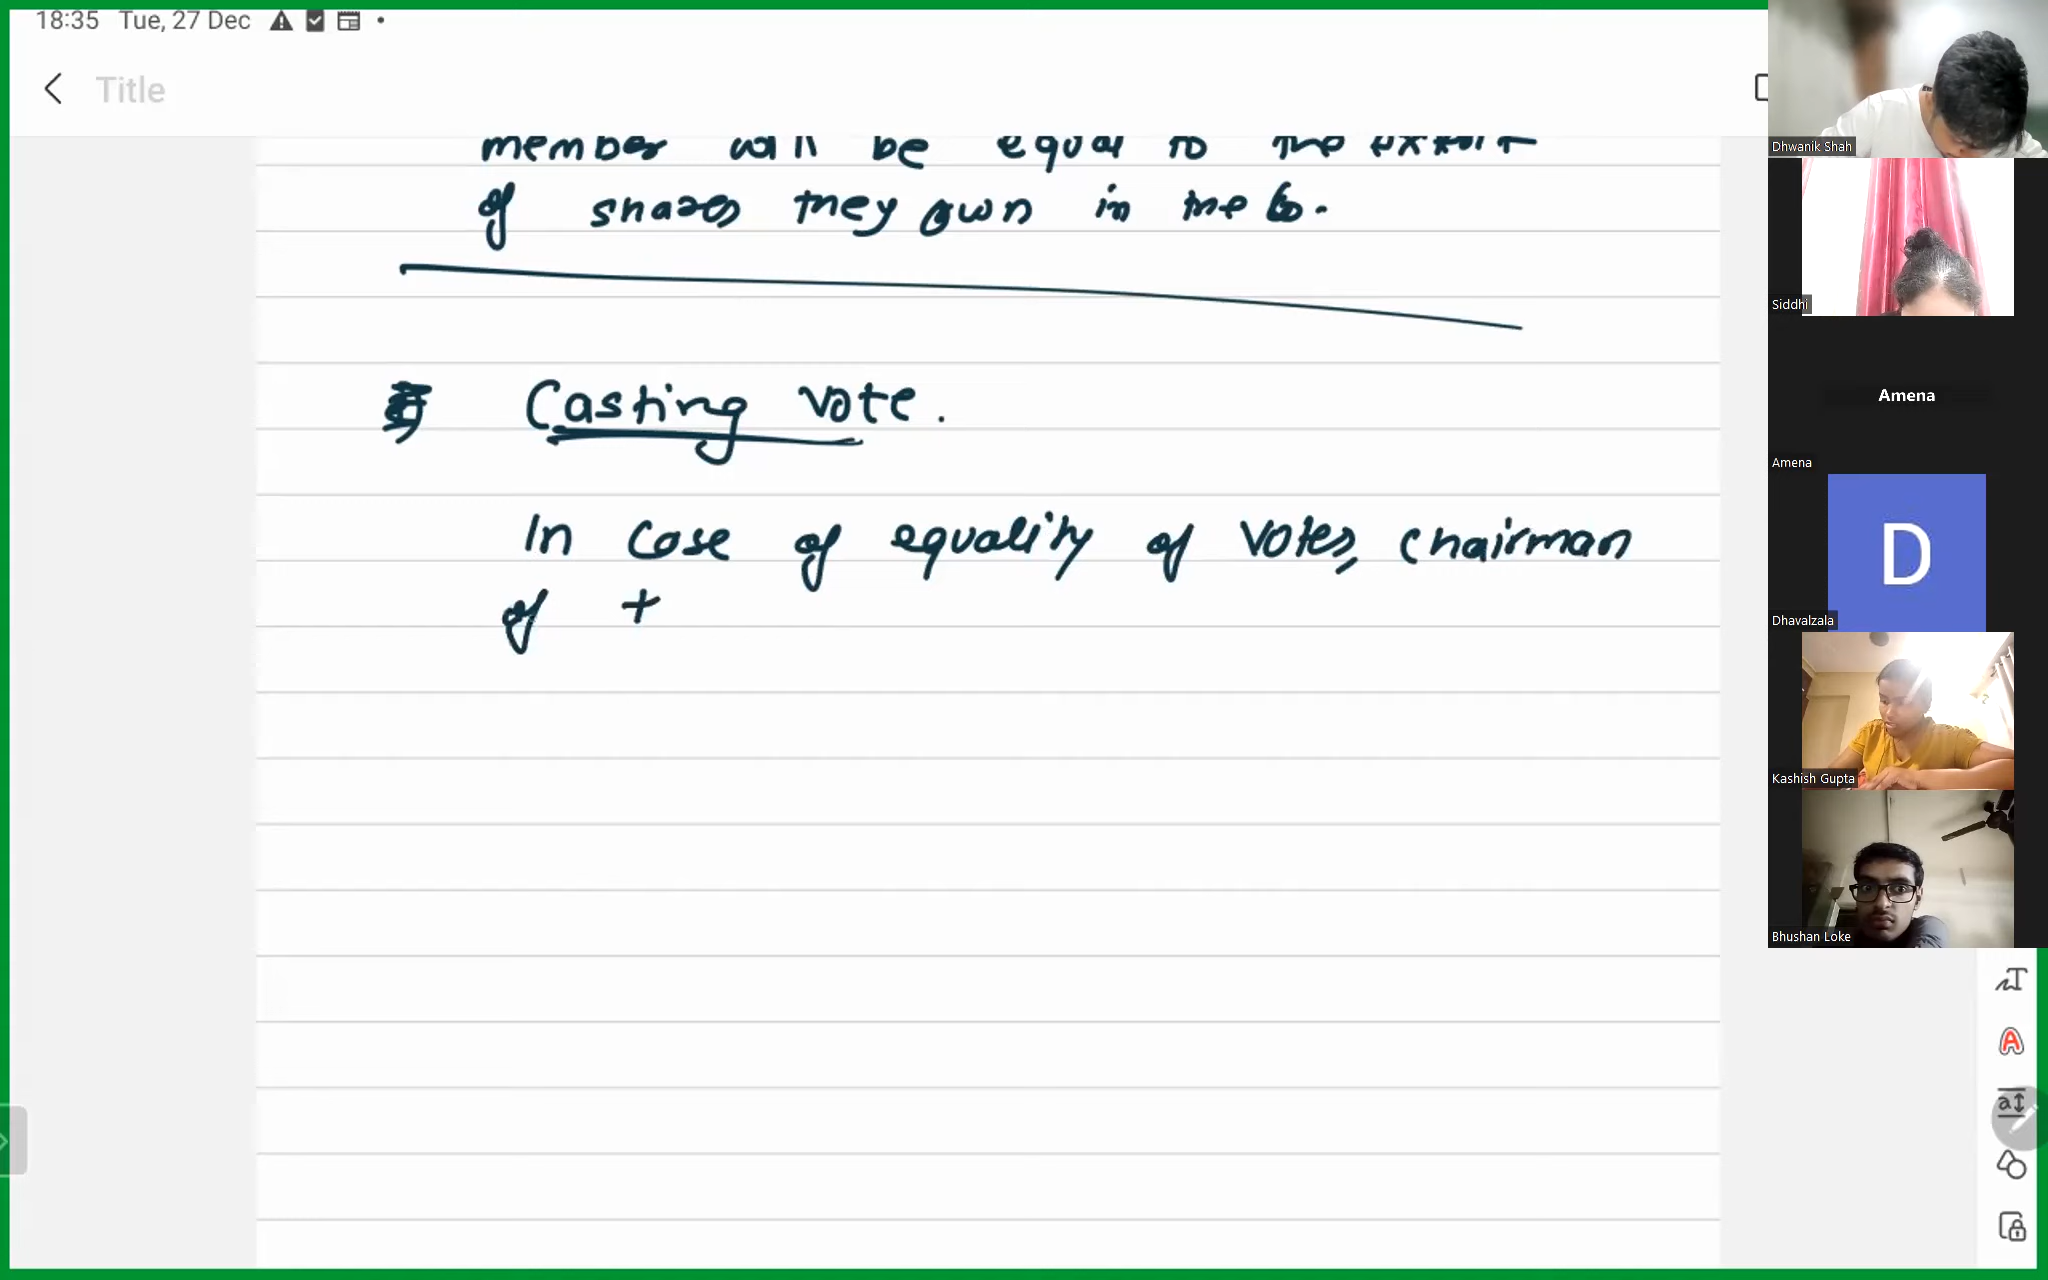 18:35 Tue, 27 Dec
Title
member will be equal to the extent
of shares they own in the Co.
Casting vote.
In case of equality of votes, chairman
of t
Dhwanik Shah
Siddhi
Amena
Amena
D
Dhavalzala
Kashish Gupta
Bhushan Loke
T
A
a